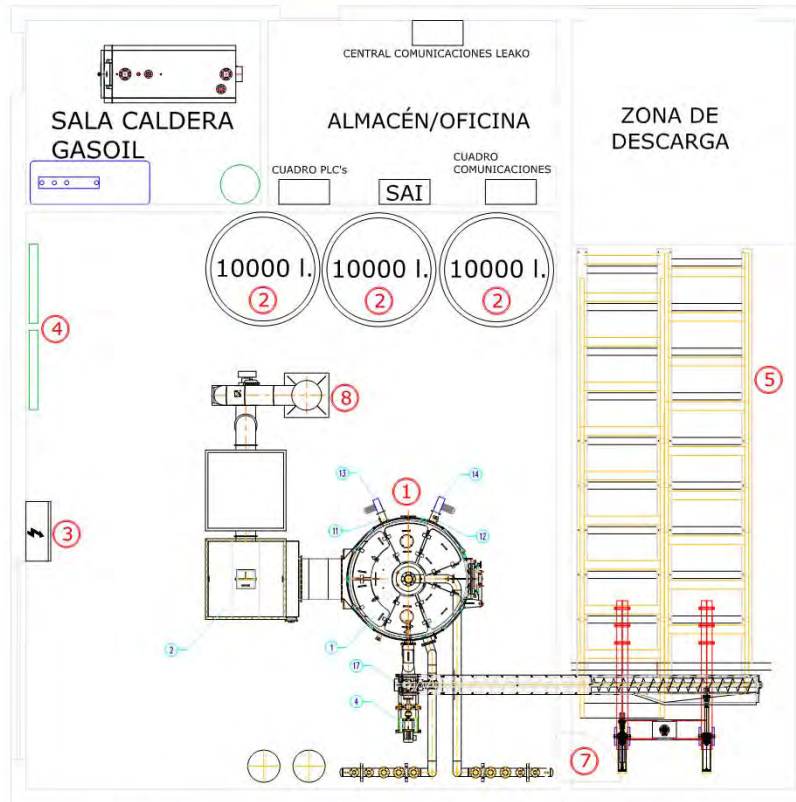 CENTRAL COMUNICACIONES LEAKO
SALA CALDERA
GASOIL
ALMACÉN/OFICINA
ZONA DE
DESCARGA
CUADRO PLC's
SAI
CUADRO
COMUNICACIONES
10000 l.
10000 l.
10000 l.
2
2
2
4
5
8
13
1
14
11
12
3
2
1
17
4
7